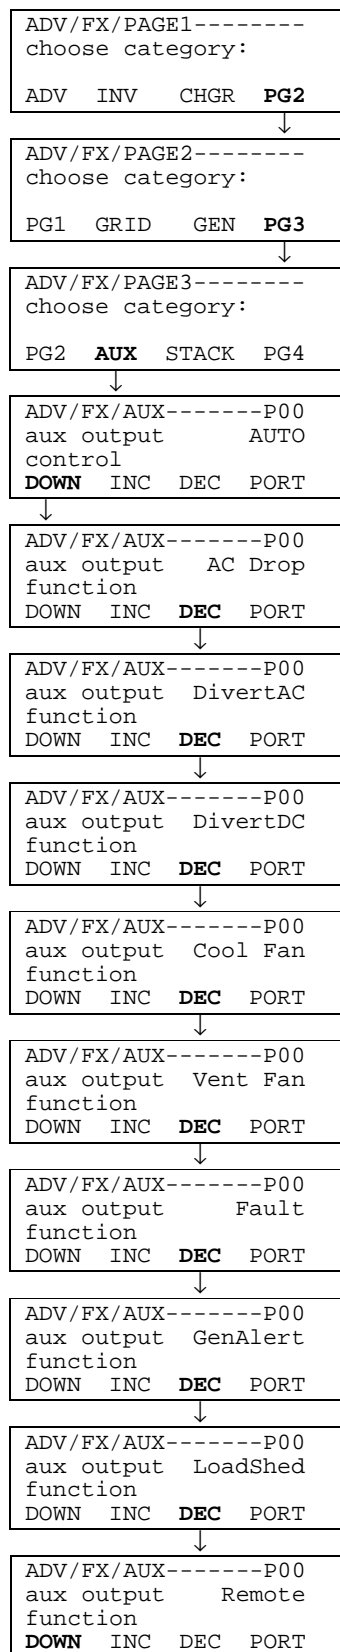 ADV/FX/PAGE1--------
choose category:
ADV INV CHGR PG2
↓
ADV/FX/PAGE2--------
choose category:
PG1 GRID GEN PG3
↓
ADV/FX/PAGE3--------
choose category:
PG2 AUX STACK PG4
↓
ADV/FX/AUX-------P00
aux output AUTO
control
DOWN INC DEC PORT
↓
ADV/FX/AUX-------P00
aux output AC Drop
function
DOWN INC DEC PORT
↓
ADV/FX/AUX-------P00
aux output DivertAC
function
DOWN INC DEC PORT
↓
ADV/FX/AUX-------P00
aux output DivertDC
function
DOWN INC DEC PORT
↓
ADV/FX/AUX-------P00
aux output Cool Fan
function
DOWN INC DEC PORT
↓
ADV/FX/AUX-------P00
aux output Vent Fan
function
DOWN INC DEC PORT
↓
ADV/FX/AUX-------P00
aux output Fault
function
DOWN INC DEC PORT
↓
ADV/FX/AUX-------P00
aux output GenAlert
function
DOWN INC DEC PORT
↓
ADV/FX/AUX-------P00
aux output LoadShed
function
DOWN INC DEC PORT
↓
ADV/FX/AUX-------P00
aux output Remote
function
DOWN INC DEC PORT